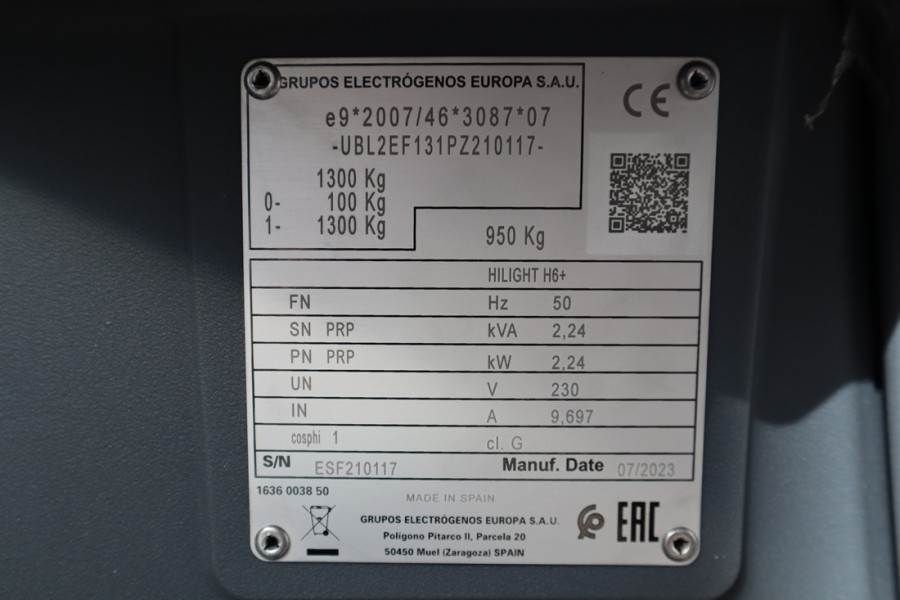 GRUPOS ELECTRÓGENOS EUROPA S.A.U.
CE
e9*2007/46*3087*07
-UBL2EF131PZ210117-
1300 Kg
0- 100 Kg
1- 1300 Kg
950 Kg
HILIGHT H6+
FN Hz 50
SN PRP kVA 2,24
PN PRP kW 2,24
UN V 230
IN A 9,697
cosphi 1 cl. G
S/N ESF210117 Manuf. Date 07/2023
1636 0038 50
MADE IN SPAIN
GRUPOS ELECTRÓGENOS EUROPA S.A.U.
Polígono Pitarco II, Parcela 20
50450 Muel (Zaragoza) SPAIN
EAC